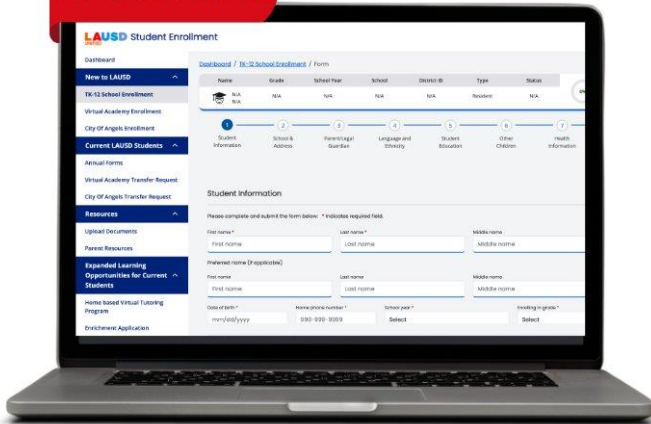 LAUSD Student Enrollment
UNIFIED
Dashboard
New to LAUSD
TK-12 School Enrollment
Virtual Academy Enrollment
City Of Angels Enrollment
Current LAUSD Students
Annual Forms
Virtual Academy Transfer Request
City Of Angels Transfer Request
Resources
Upload Documents
Parent Resources
Expanded Learning
Opportunities for Current
Students
Home based Virtual Tutoring
Program
Enrichment Application
Dashboard / TK-12 School Enrollment / Form
Name Grade School Year School District ID Type Status
N/A N/A N/A N/A N/A Resident N/A
N/A
1 2 3 4 5 6 7
Student Information
School & Address
Parent/Legal Guardian
Language and Ethnicity
Student Education
Other Children
Health Information
Student Information
Please complete and submit the form below. * Indicates required field.
First name * Last name * Middle name
First name Last name Middle name
Preferred name (if applicable)
First name Last name Middle name
First name Last name Middle name
Date of birth * Home phone number * School year * Enrolling in grade *
mm/dd/yyyy 999-999-9999 Select Select